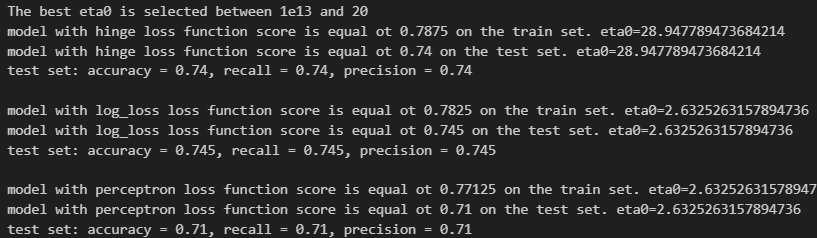 The best eta0 is selected between 1e13 and 20
model with hinge loss function score is equal ot 0.7875 on the train set. eta0=28.947789473684214
model with hinge loss function score is equal ot 0.74 on the test set. eta0=28.947789473684214
test set: accuracy = 0.74, recall = 0.74, precision = 0.74
model with log_loss loss function score is equal ot 0.7825 on the train set. eta0=2.6325263157894736
model with log_loss loss function score is equal ot 0.745 on the test set. eta0=2.6325263157894736
test set: accuracy = 0.745, recall = 0.745, precision = 0.745
model with perceptron loss function score is equal ot 0.77125 on the train set. eta0=2.63252631578947
model with perceptron loss function score is equal ot 0.71 on the test set. eta0=2.6325263157894736
test set: accuracy = 0.71, recall = 0.71, precision = 0.71